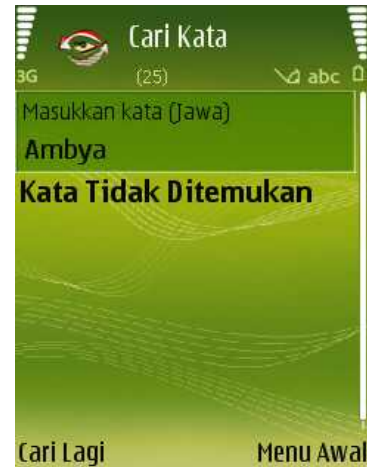 Cari Kata
3G (25) abc
Masukkan kata (Jawa)
Ambya
Kata Tidak Ditemukan
Cari Lagi Menu Awal